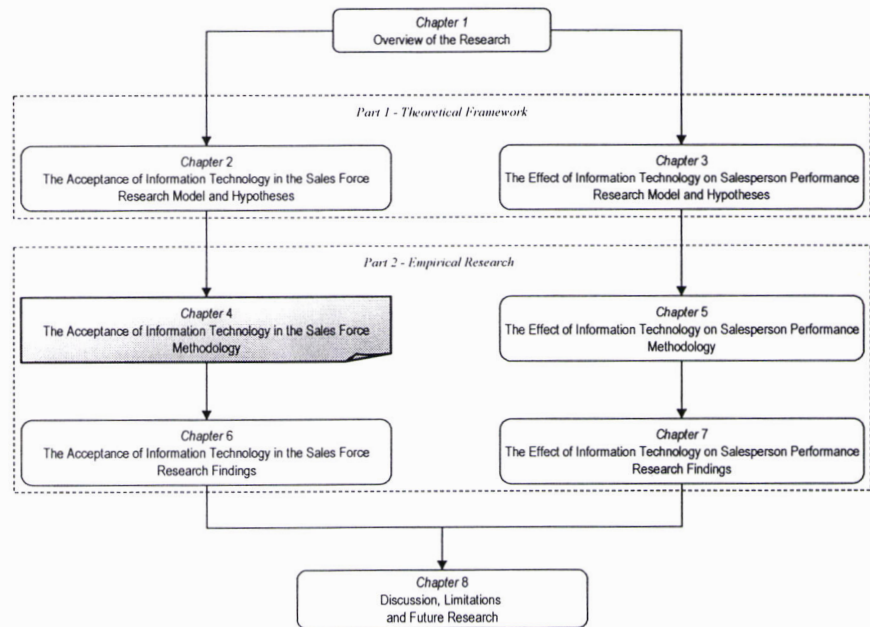 Chapter 1
Overview of the Research
Part 1 - Theoretical Framework
Chapter 2
The Acceptance of Information Technology in the Sales Force
Research Model and Hypotheses
Chapter 3
The Effect of Information Technology on Salesperson Performance
Research Model and Hypotheses
Part 2 - Empirical Research
Chapter 4
The Acceptance of Information Technology in the Sales Force
Methodology
Chapter 5
The Effect of Information Technology on Salesperson Performance
Methodology
Chapter 6
The Acceptance of Information Technology in the Sales Force
Research Findings
Chapter 7
The Effect of Information Technology on Salesperson Performance
Research Findings
Chapter 8
Discussion, Limitations
and Future Research